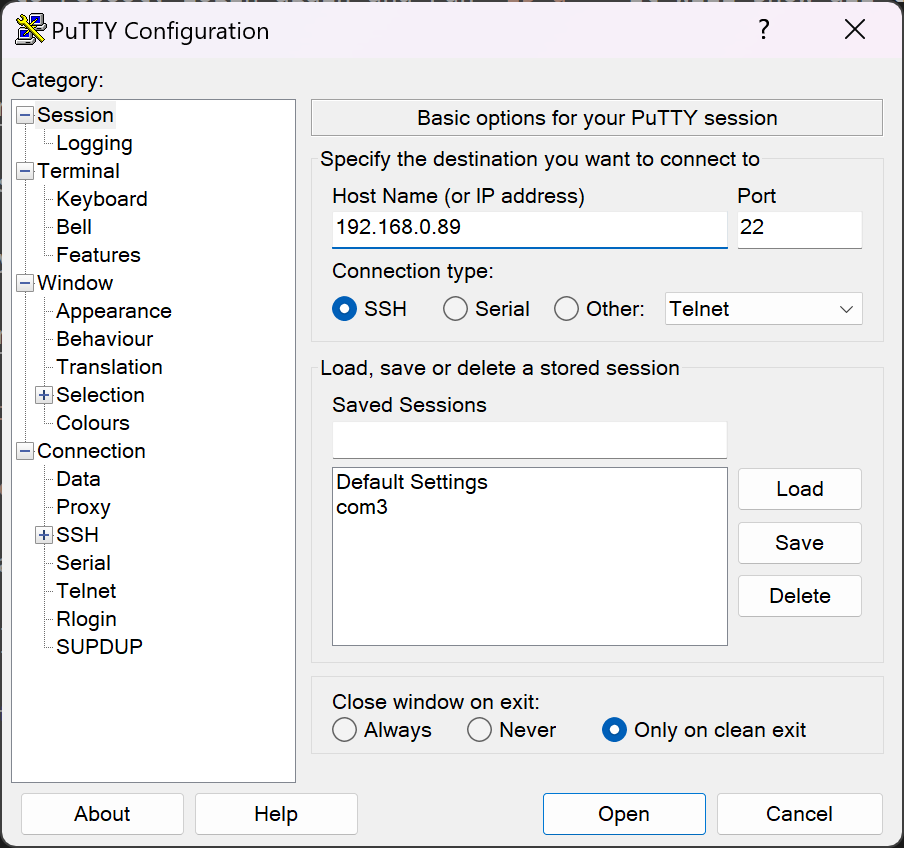 PuTTY Configuration
?
Category:
Session
Logging
Terminal
Keyboard
Bell
Features
Window
Appearance
Behaviour
Translation
Selection
Colours
Connection
Data
Proxy
SSH
Serial
Telnet
Rlogin
SUPDUP
Basic options for your PuTTY session
Specify the destination you want to connect to
Host Name (or IP address) Port
192.168.0.89 22
Connection type:
SSH Serial Other: Telnet
Load, save or delete a stored session
Saved Sessions
Default Settings
com3
Load
Save
Delete
Close window on exit:
Always Never Only on clean exit
About Help Open Cancel